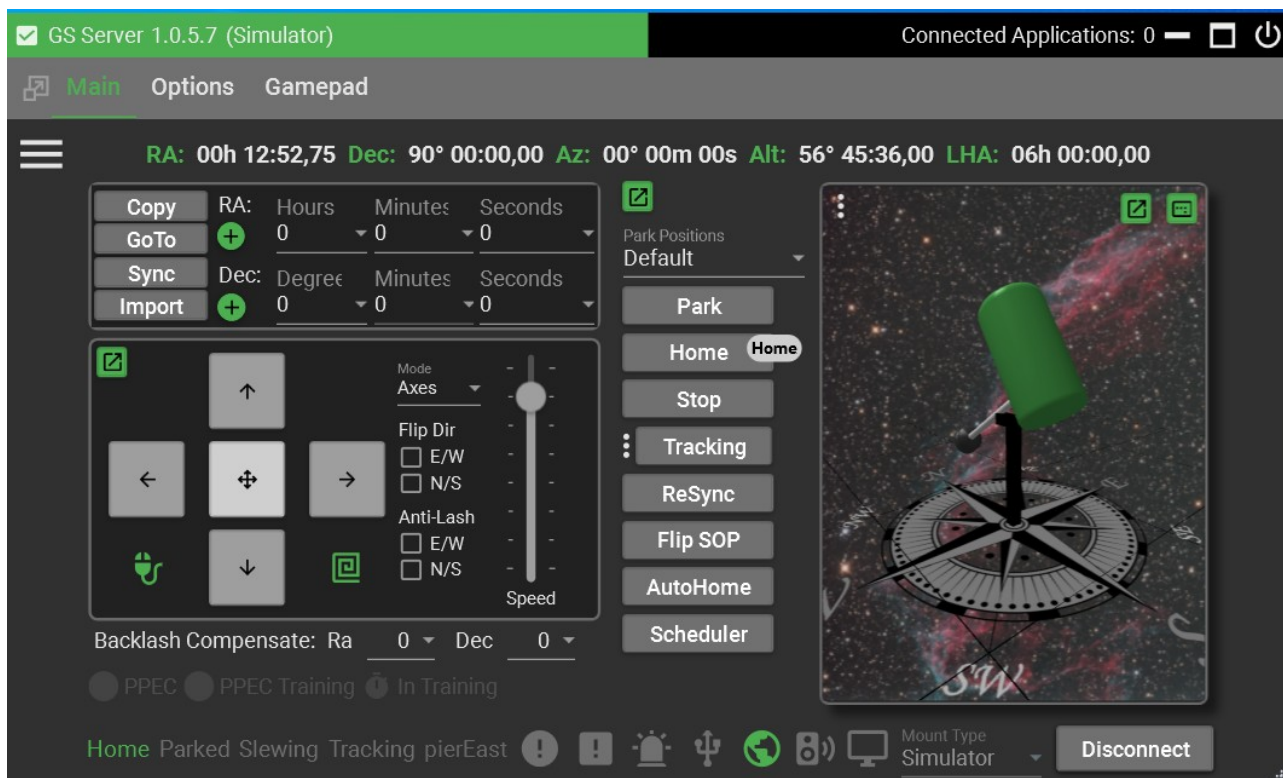 GS Server 1.0.5.7 (Simulator) Connected Applications: 0
Main Options Gamepad
RA: 00h 12:52,75 Dec: 90° 00:00,00 Az: 00° 00m 00s Alt: 56° 45:36,00 LHA: 06h 00:00,00
Copy
GoTo
Sync
Import
RA: Hours Minutes Seconds
0 0 0
Dec: Degree Minutes Seconds
0 0 0
Mode
Axes
Flip Dir
E/W
N/S
Anti-Lash
E/W
N/S
Speed
Backlash Compensate: Ra 0 Dec 0
PPEC PPEC Training In Training
Park Positions
Default
Park
Home Home
Stop
Tracking
ReSync
Flip SOP
AutoHome
Scheduler
SW
Home Parked Slewing Tracking pierEast
Mount Type
Simulator
Disconnect